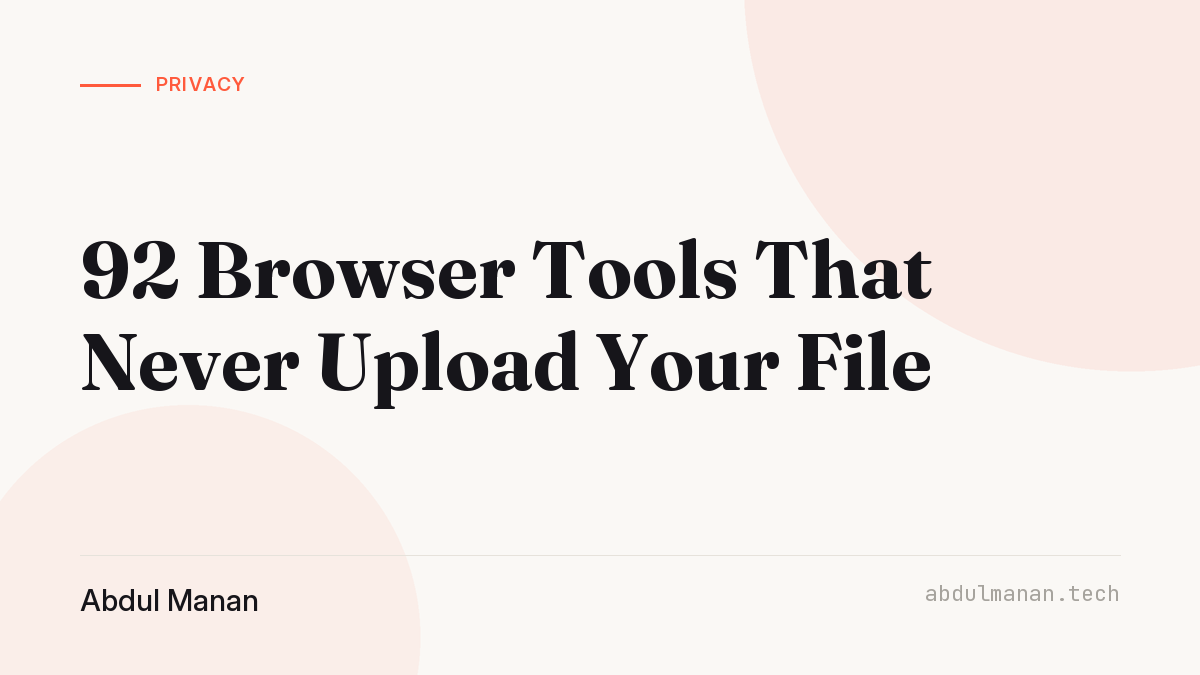 PRIVACY
92 Browser Tools That
Never Upload Your File
Abdul Manan
abdulmanan.tech